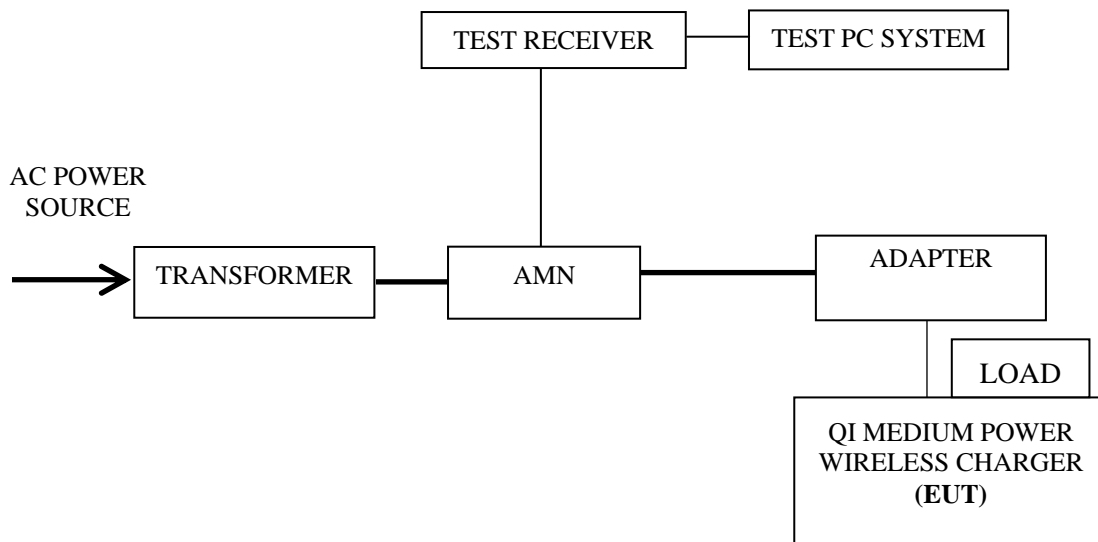 TEST RECEIVER
TEST PC SYSTEM
AC POWER
SOURCE
TRANSFORMER
AMN
ADAPTER
LOAD
QI MEDIUM POWER
WIRELESS CHARGER
(EUT)